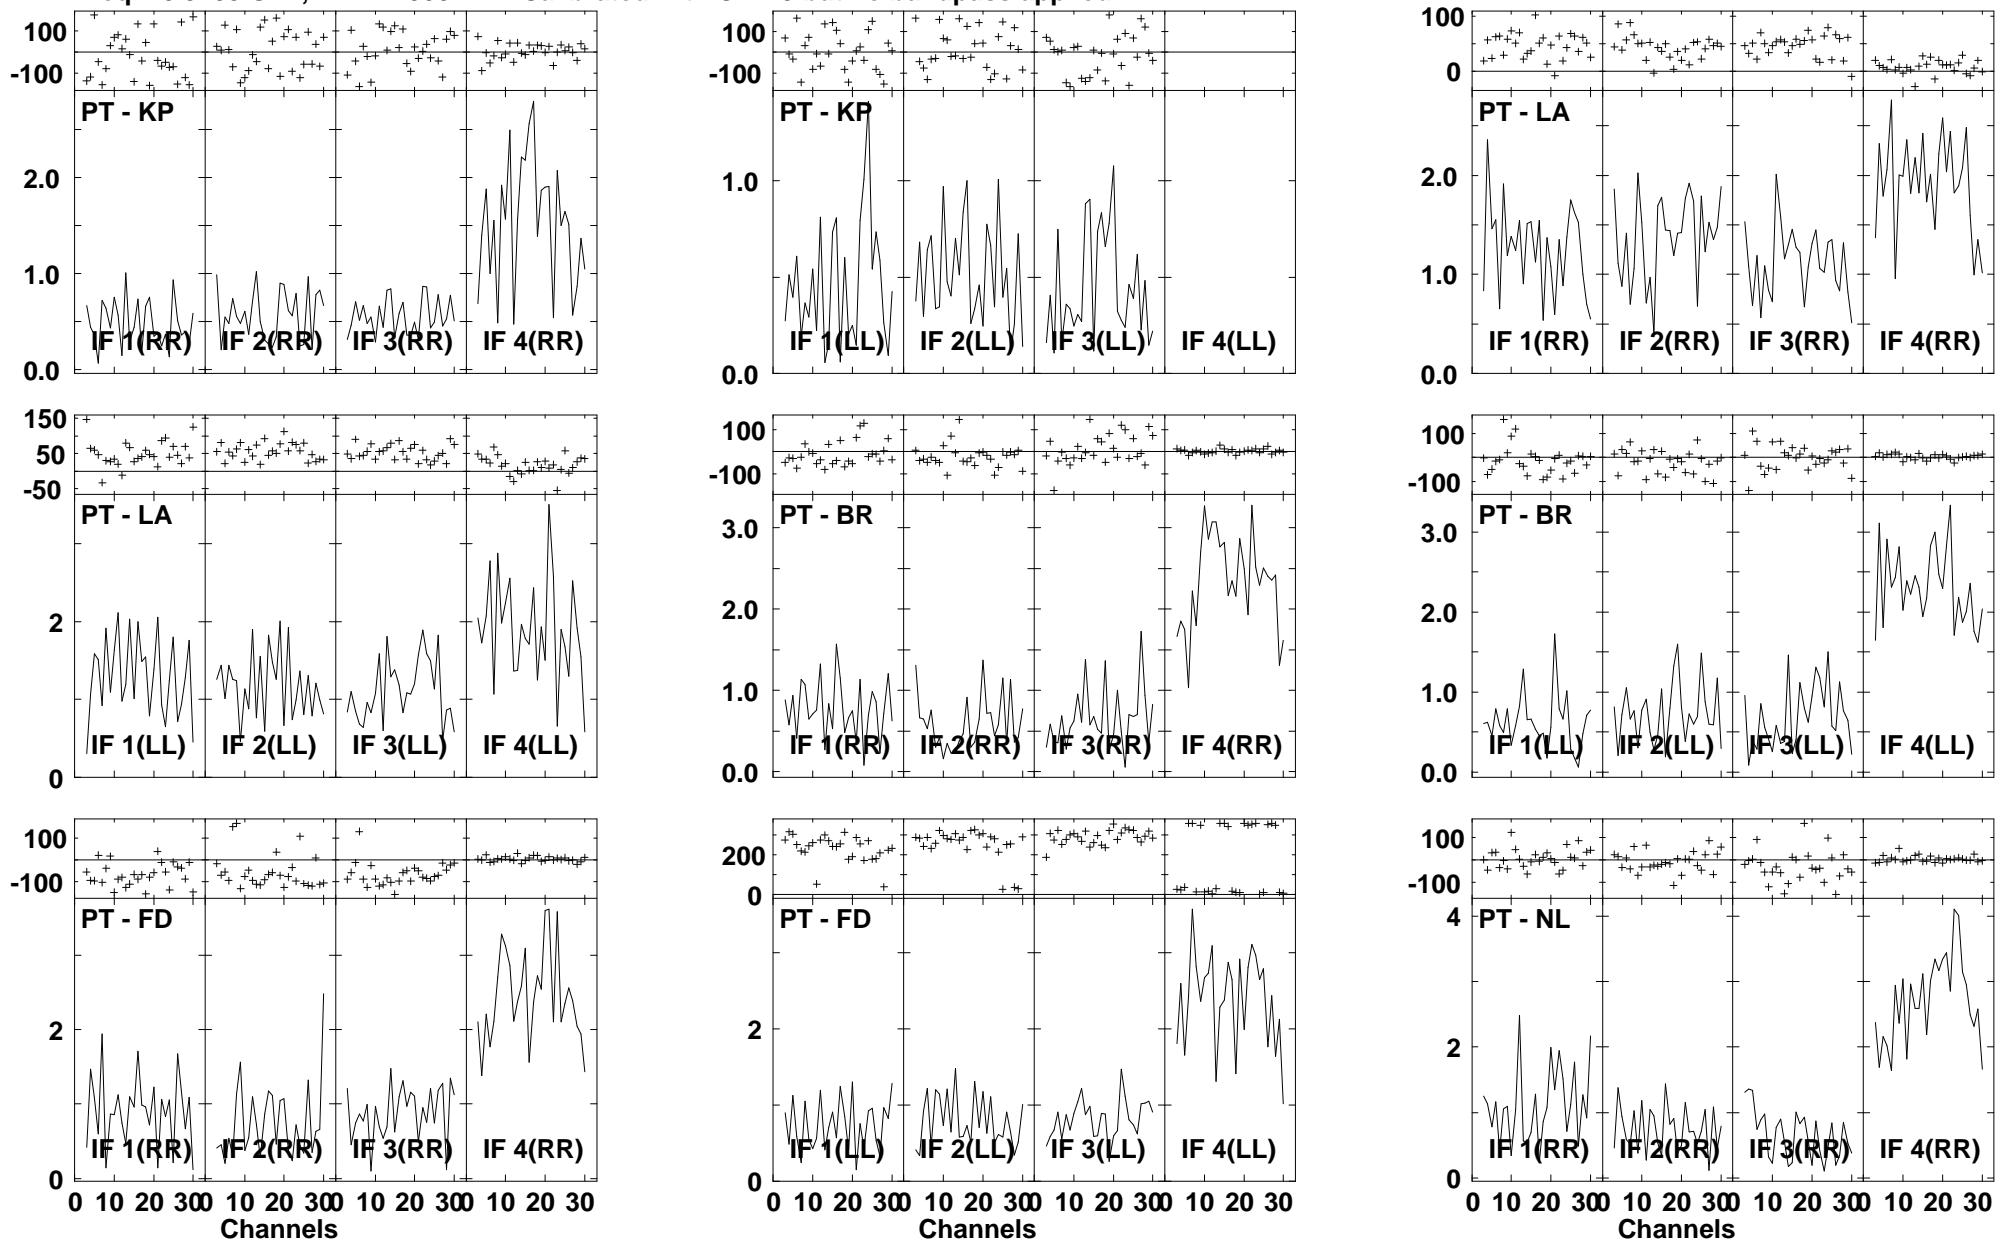 100
-100
PT - KP
2.0
1.0
0.0
IF 1(RR) IF 2(RR) IF 3(RR) IF 4(RR)
100
-100
PT - KP
1.0
0.0
IF 1(LL) IF 2(LL) IF 3(LL) IF 4(LL)
100
0
PT - LA
2.0
1.0
0.0
IF 1(RR) IF 2(RR) IF 3(RR) IF 4(RR)
150
50
-50
PT - LA
2
0
IF 1(LL) IF 2(LL) IF 3(LL) IF 4(LL)
100
-100
PT - BR
3.0
2.0
1.0
0.0
IF 1(RR) IF 2(RR) IF 3(RR) IF 4(RR)
100
-100
PT - BR
3.0
2.0
1.0
0.0
IF 1(LL) IF 2(LL) IF 3(LL) IF 4(LL)
100
-100
PT - FD
2
0
IF 1(RR) IF 2(RR) IF 3(RR) IF 4(RR)
0 10 20 30 0 10 20 30 0 10 20 30 0 10 20 30
Channels
200
0
PT - FD
2
0
IF 1(LL) IF 2(LL) IF 3(LL) IF 4(LL)
0 10 20 30 0 10 20 30 0 10 20 30 0 10 20 30
Channels
100
-100
PT - NL
4
2
0
IF 1(RR) IF 2(RR) IF 3(RR) IF 4(RR)
0 10 20 30 0 10 20 30 0 10 20 30 0 10 20 30
Channels